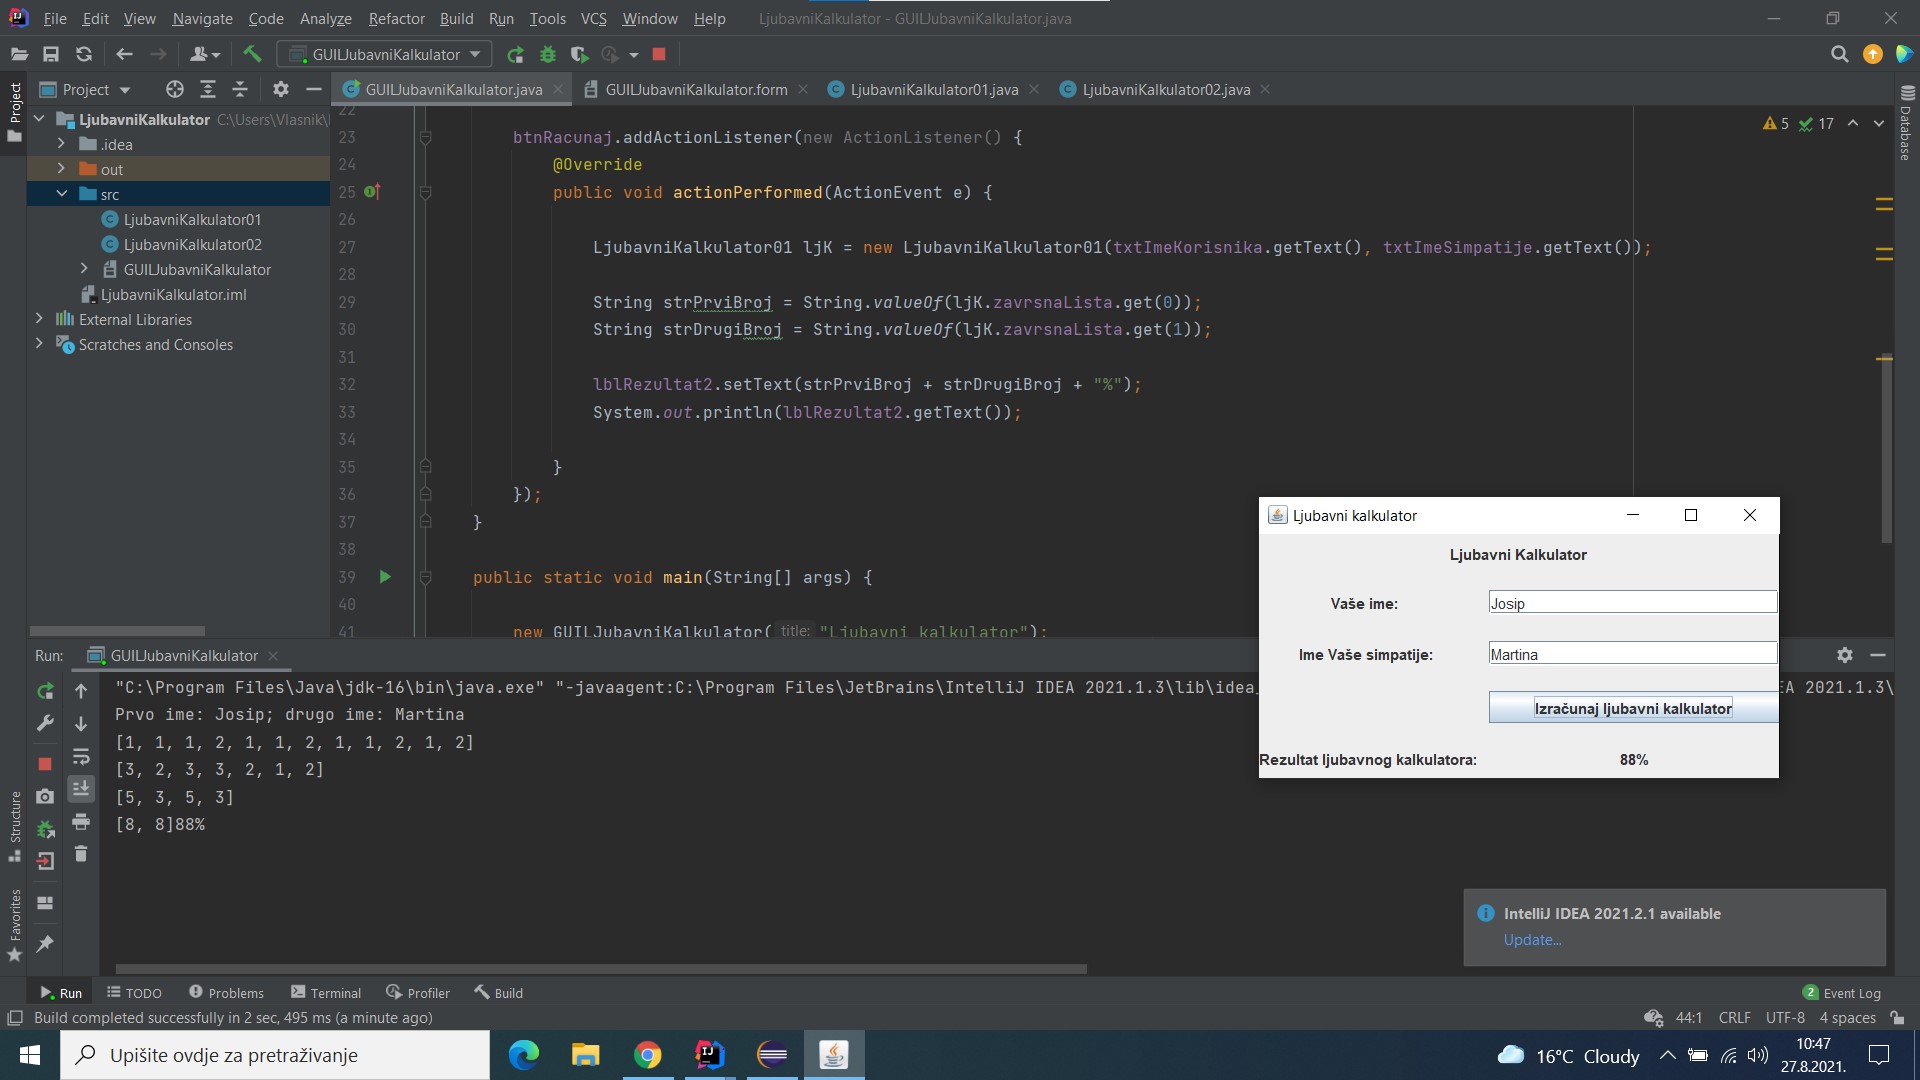 File Edit View Navigate Code Analyze Refactor Build Run Tools VCS Window Help LjubavniKalkulator - GUILJubavniKalkulator.java
GUILJubavniKalkulator
Project
GUILJubavniKalkulator.java GUILJubavniKalkulator.form LjubavniKalkulator01.java LjubavniKalkulator02.java
Project
Database
LjubavniKalkulator C:\Users\Vlasnik\
.idea
out
src
LjubavniKalkulator01
LjubavniKalkulator02
GUILJubavniKalkulator
LjubavniKalkulator.iml
External Libraries
Scratches and Consoles
5 17
22
23 btnRacunaj.addActionListener(new ActionListener() {
24 @Override
25 public void actionPerformed(ActionEvent e) {
26
27 LjubavniKalkulator01 ljK = new LjubavniKalkulator01(txtImeKorisnika.getText(), txtImeSimpatije.getText());
28
29 String strPrviBroj = String.valueOf(ljK.zavrsnaLista.get(0));
30 String strDrugiBroj = String.valueOf(ljK.zavrsnaLista.get(1));
31
32 lblRezultat2.setText(strPrviBroj + strDrugiBroj + "%");
33 System.out.println(lblRezultat2.getText());
34
35 }
36 });
37 }
38
39 public static void main(String[] args) {
40
41 new GUILJubavniKalkulator( title: "Ljubavni kalkulator");
Ljubavni kalkulator
Ljubavni Kalkulator
Vaše ime: Josip
Ime Vaše simpatije: Martina
Izračunaj ljubavni kalkulator
Rezultat ljubavnog kalkulatora: 88%
Run: GUILJubavniKalkulator
"C:\Program Files\Java\jdk-16\bin\java.exe" "-javaagent:C:\Program Files\JetBrains\IntelliJ IDEA 2021.1.3\lib\idea_ EA 2021.1.3\
Prvo ime: Josip; drugo ime: Martina
[1, 1, 1, 2, 1, 1, 2, 1, 1, 2, 1, 2]
[3, 2, 3, 3, 2, 1, 2]
[5, 3, 5, 3]
[8, 8]88%
Structure
Favorites
IntelliJ IDEA 2021.2.1 available
Update...
Run TODO Problems Terminal Profiler Build 2 Event Log
Build completed successfully in 2 sec, 495 ms (a minute ago) 44:1 CRLF UTF-8 4 spaces
Upišite ovdje za pretraživanje
16°C Cloudy
10:47
27.8.2021.